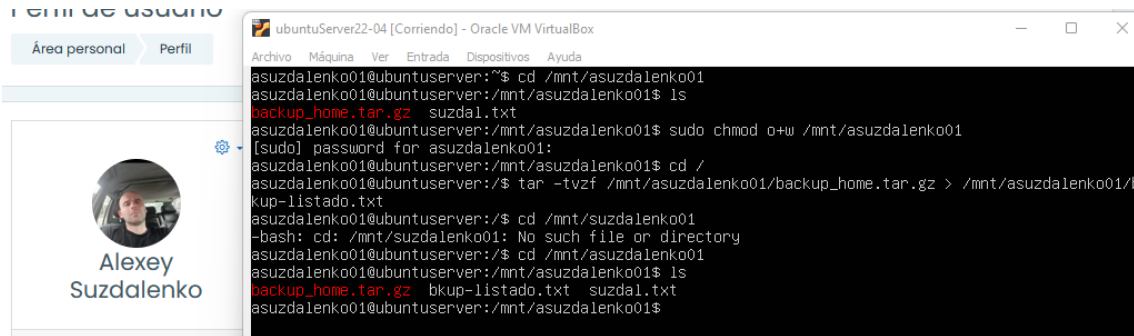 Perfil de usuario
Área personal
Perfil
Alexey
Suzdalenko
ubuntuServer22-04 [Corriendo] - Oracle VM VirtualBox
Archivo Máquina Ver Entrada Dispositivos Ayuda
asuzdalenko01@ubuntuserver:~$ cd /mnt/asuzdalenko01
asuzdalenko01@ubuntuserver:/mnt/asuzdalenko01$ ls
backup_home.tar.gz suzdal.txt
asuzdalenko01@ubuntuserver:/mnt/asuzdalenko01$ sudo chmod o+w /mnt/asuzdalenko01
[sudo] password for asuzdalenko01:
asuzdalenko01@ubuntuserver:/mnt/asuzdalenko01$ cd /
asuzdalenko01@ubuntuserver:/$ tar -tvzf /mnt/asuzdalenko01/backup_home.tar.gz > /mnt/asuzdalenko01/b
kup-listado.txt
asuzdalenko01@ubuntuserver:/$ cd /mnt/suzdalenko01
-bash: cd: /mnt/suzdalenko01: No such file or directory
asuzdalenko01@ubuntuserver:/$ cd /mnt/asuzdalenko01
asuzdalenko01@ubuntuserver:/mnt/asuzdalenko01$ ls
backup_home.tar.gz bkup-listado.txt suzdal.txt
asuzdalenko01@ubuntuserver:/mnt/asuzdalenko01$